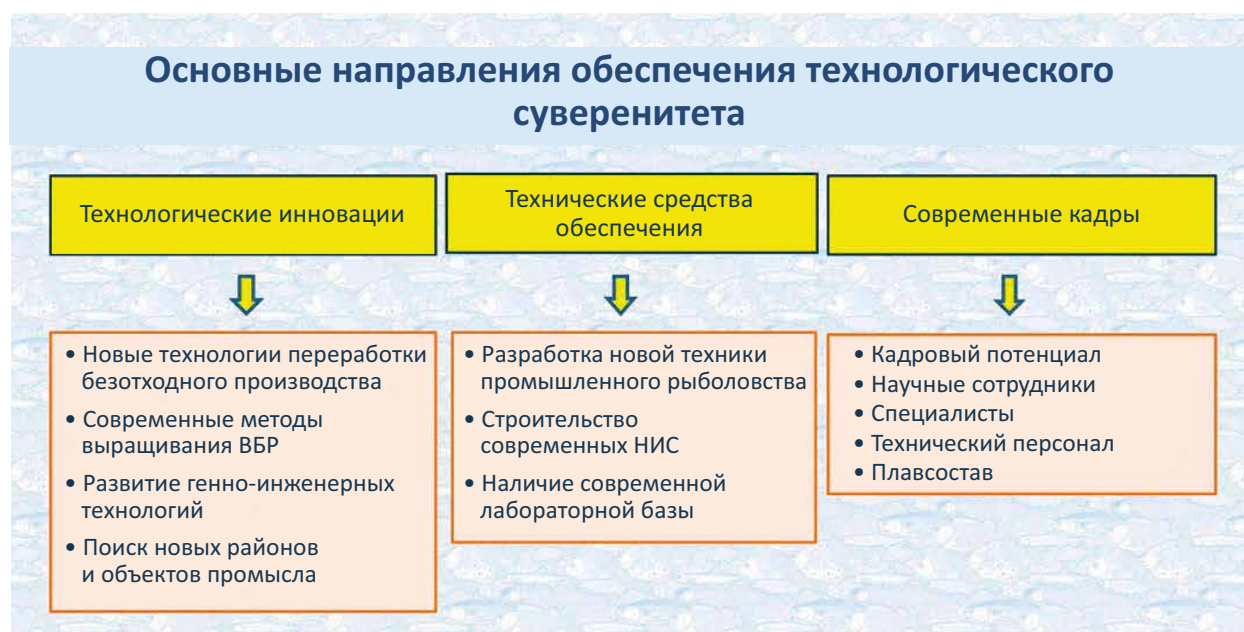 Основные направления обеспечения технологического
суверенитета
Технологические инновации
• Новые технологии переработки
безотходного производства
• Современные методы
выращивания ВБР
• Развитие генно-инженерных
технологий
• Поиск новых районов
и объектов промысла
Технические средства
обеспечения
• Разработка новой техники
промышленного рыболовства
• Строительство
современных НИС
• Наличие современной
лабораторной базы
Современные кадры
• Кадровый потенциал
• Научные сотрудники
• Специалисты
• Технический персонал
• Плавсостав